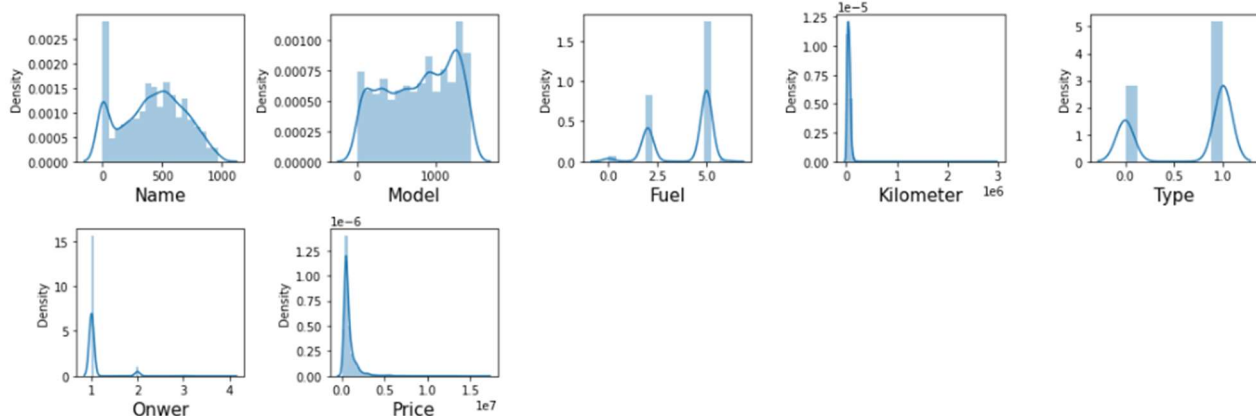 1e−5
0.0025
0.0020
0.0015
0.0010
0.0005
0.0000
Density
0 500 1000
Name
0.00100
0.00075
0.00050
0.00025
0.00000
Density
0 1000
Model
1.5
1.0
0.5
0.0
Density
0.0 2.5 5.0
Fuel
1.25
1.00
0.75
0.50
0.25
0.00
Density
0 1 2 3
Kilometer 1e6
5
4
3
2
1
0
Density
0.0 0.5 1.0
Type
15
10
5
0
Density
1 2 3 4
Onwer
1e−6
1.25
1.00
0.75
0.50
0.25
0.00
Density
0.0 0.5 1.0 1.5
Price 1e7